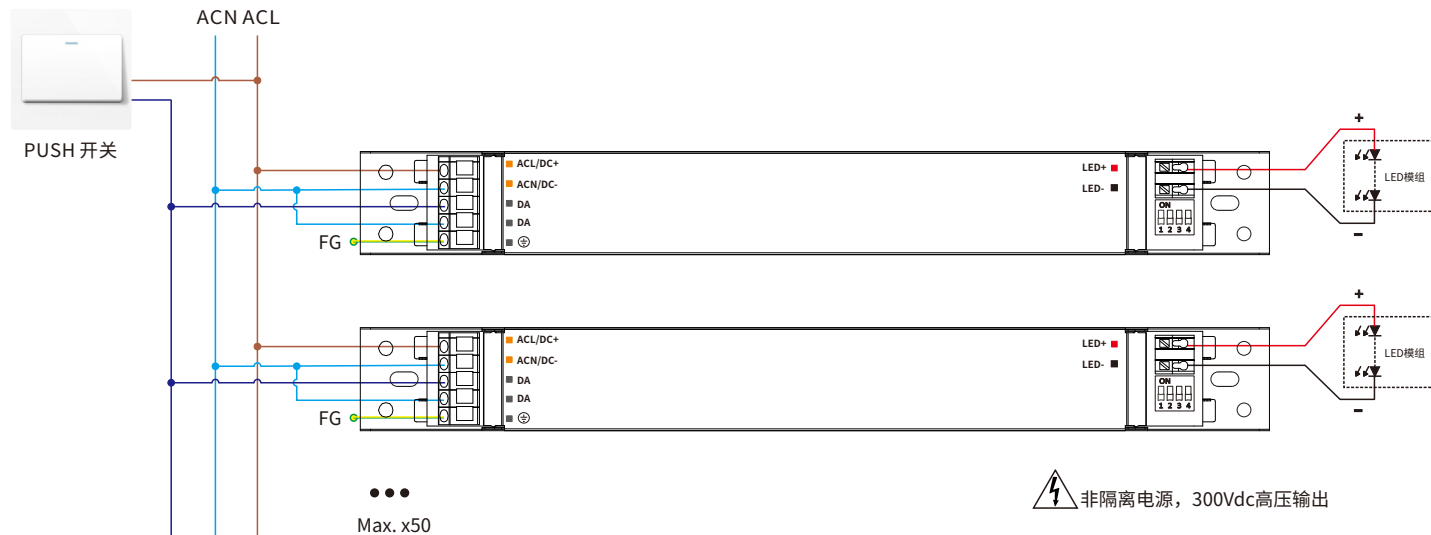 ACN ACL
PUSH 开关
ACL/DC+
ACN/DC-
DA
DA
FG
LED+
LED-
ON
1 2 3 4
+
LED模组
-
ACL/DC+
ACN/DC-
DA
DA
FG
LED+
LED-
ON
1 2 3 4
+
LED模组
-
•••
Max. x50
非隔离电源，300Vdc高压输出